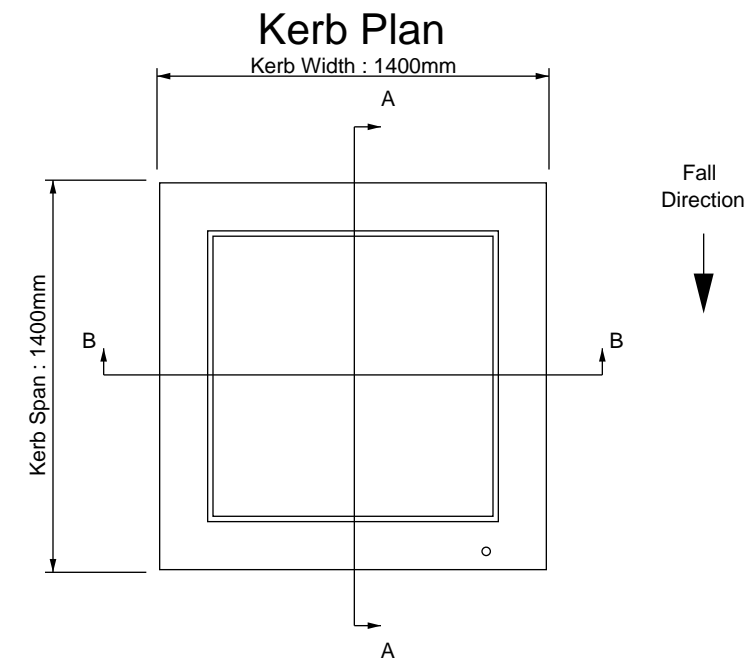 Kerb Plan
Kerb Width : 1400mm
A
Fall
Direction
Kerb Span : 1400mm
B
B
A